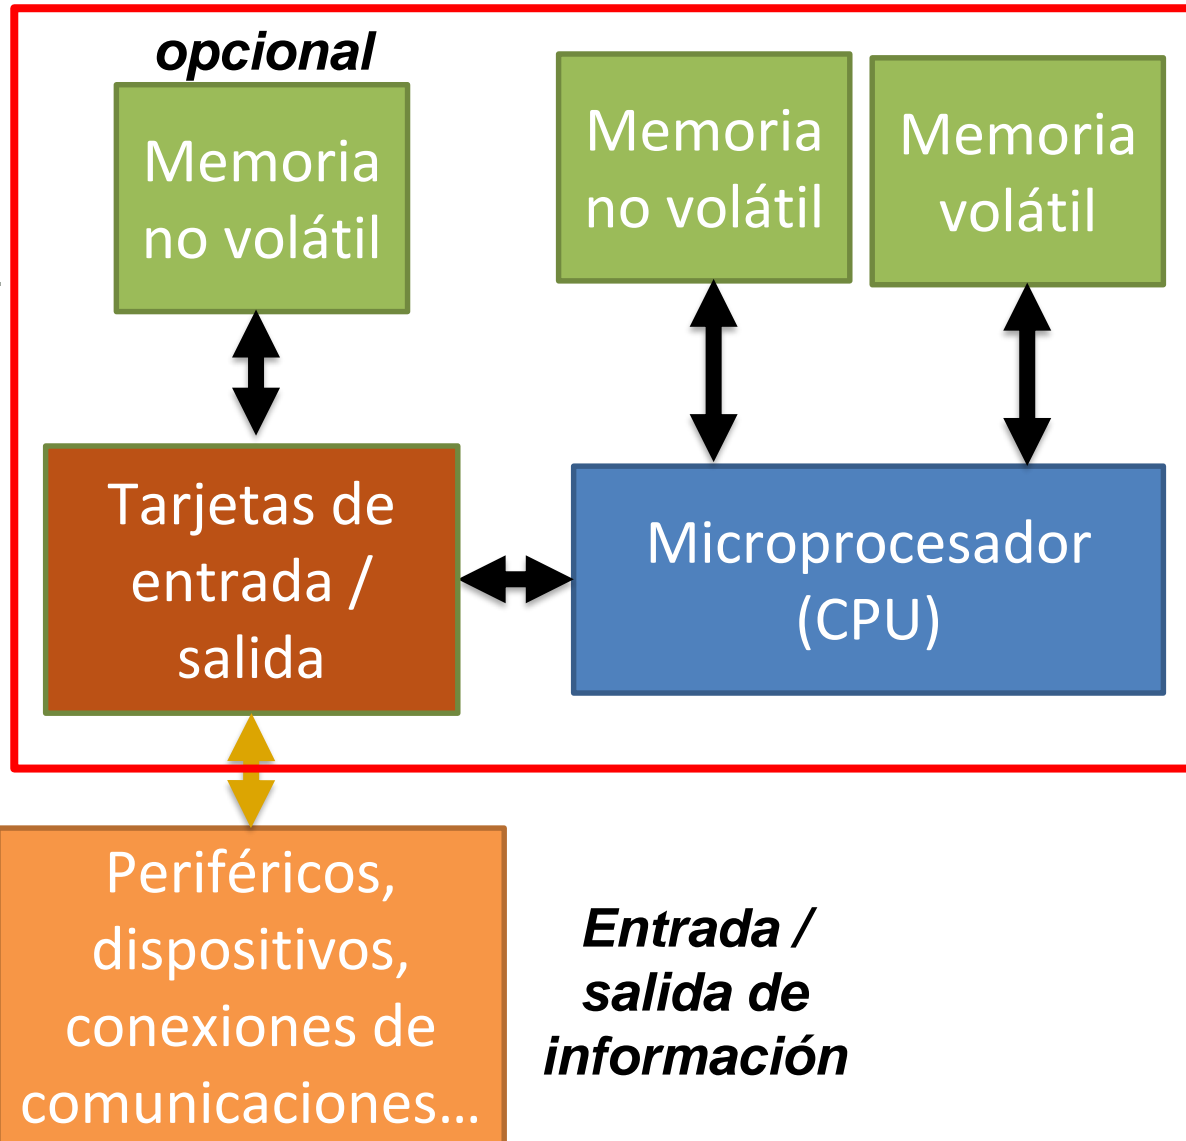 opcional
Memoria
no volátil
Memoria
no volátil
Memoria
volátil
Tarjetas de
entrada /
salida
Microprocesador
(CPU)
Periféricos,
dispositivos,
conexiones de
comunicaciones...
Entrada /
salida de
información